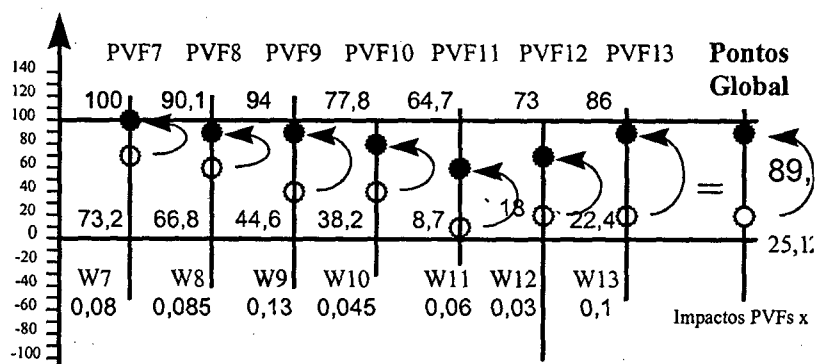 PVF7 PVF8 PVF9 PVF10 PVF11 PVF12 PVF13 Pontos
Global
140
120
100
80
60
40
20
0
-20
-40
-60
-80
-100
100 90,1 94 77,8 64,7 73 86
89,
73,2 66,8 44,6 38,2 8,7 18 22,4
=
25,12
W7 W8 W9 W10 W11 W12 W13
0,08 0,085 0,13 0,045 0,06 0,03 0,1
Impactos PVFs x